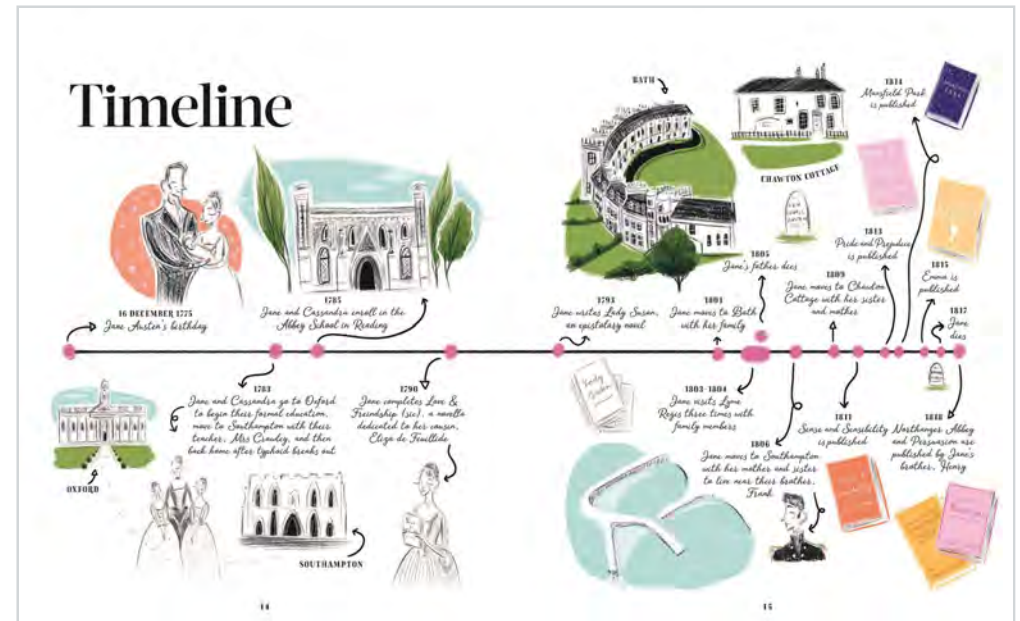 Timeline
16 DECEMBER 1775
Jane Austen's birthday
1785
Jane and Cassandra enroll in the
Abbey School in Reading
1783
Jane and Cassandra go to Oxford
to begin their formal education,
move to Southampton with their
teacher, Mrs Crawley, and then
back home after typhoid breaks out
OXFORD
SOUTHAMPTON
1790
Jane completes Love &
Freindship (sic), a novella
dedicated to her cousin,
Eliza de Feuillide
14
BATH
CHAWTON COTTAGE
1793
Jane writes Lady Susan,
an epistolary novel
1801
Jane moves to Bath
with her family
1805
Jane's father dies
1809
Jane moves to Chawton
Cottage with her sister
and mother
1813
Pride and Prejudice
is published
1814
Mansfield Park
is published
1815
Emma is
published
1817
Jane
dies
1803-1804
Jane visits Lyme
Regis three times with
family members
1806
Jane moves to Southampton
with her mother and sister
to live near their brother,
Frank
1811
Sense and Sensibility
is published
1818
Northanger Abbey
and Persuasion are
published by Jane's
brother, Henry
15